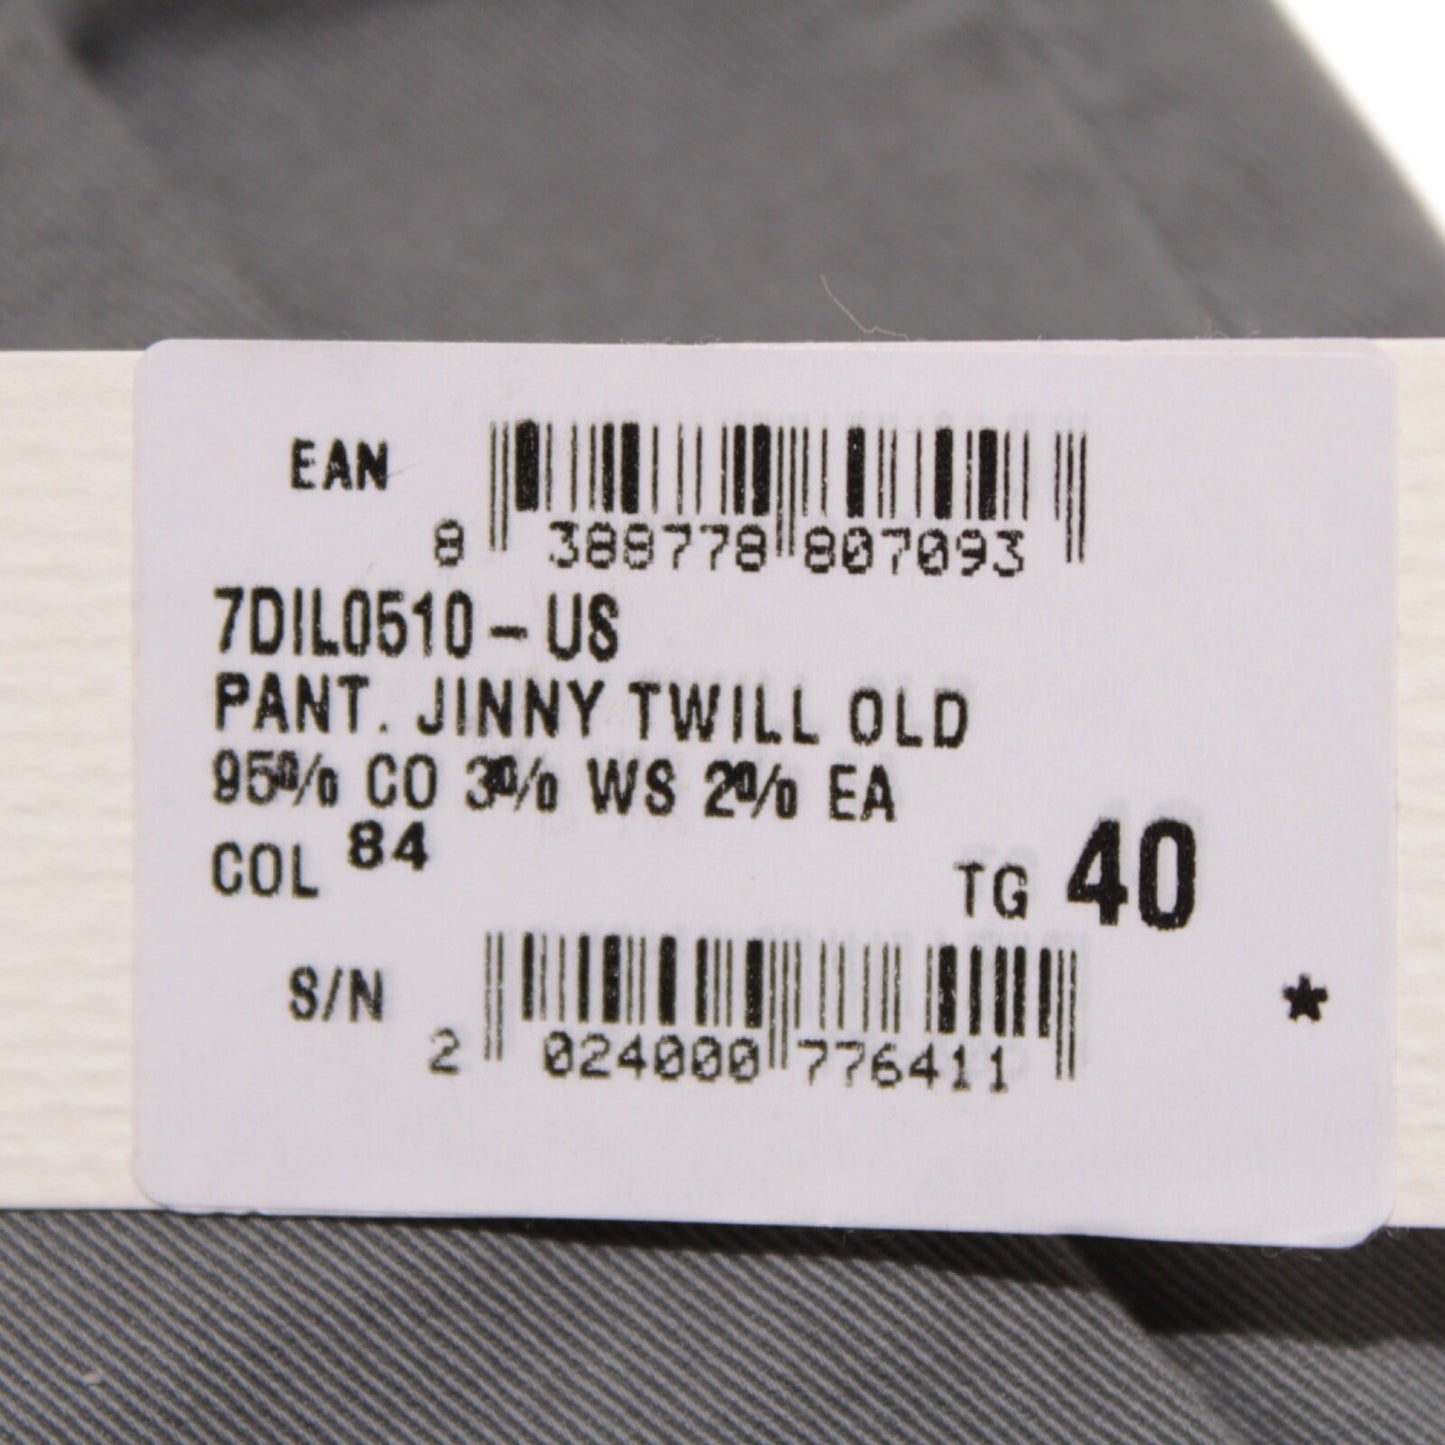 EAN
8 388778 807093
7DIL0510 - US
PANT. JINNY TWILL OLD
95% CO 3% WS 2% EA
COL 84 TG 40
S/N
2 024000 776411 *